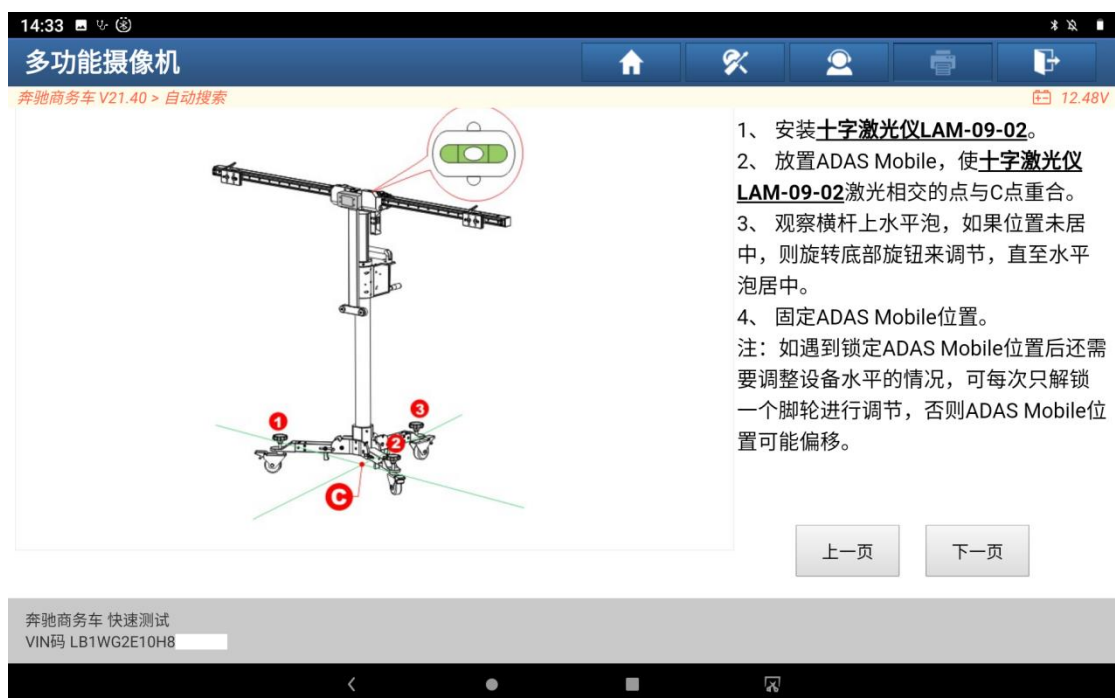 14:33
多功能摄像机
奔驰商务车 V21.40 > 自动搜索
12.48V
1、 安装十字激光仪LAM-09-02。
2、 放置ADAS Mobile，使十字激光仪
LAM-09-02激光相交的点与C点重合。
3、 观察横杆上水平泡，如果位置未居
中，则旋转底部旋钮来调节，直至水平
泡居中。
4、 固定ADAS Mobile位置。
注：如遇到锁定ADAS Mobile位置后还需
要调整设备水平的情况，可每次只解锁
一个脚轮进行调节，否则ADAS Mobile位
置可能偏移。
1
3
2
C
上一页
下一页
奔驰商务车 快速测试
VIN码 LB1WG2E10H8